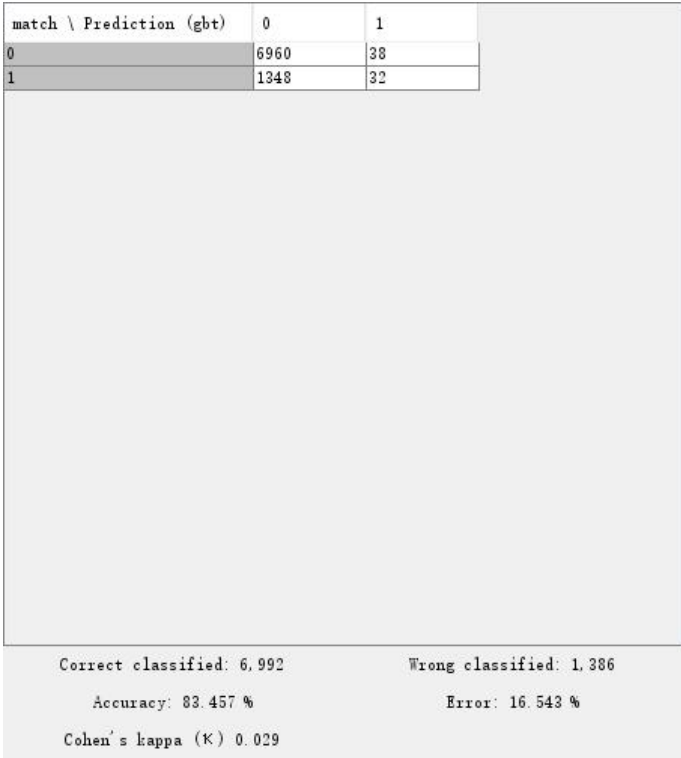 match \ Prediction (gbt) 0 1
0 6960 38
1 1348 32
Correct classified: 6,992 Wrong classified: 1,386
Accuracy: 83.457 % Error: 16.543 %
Cohen's kappa (κ) 0.029